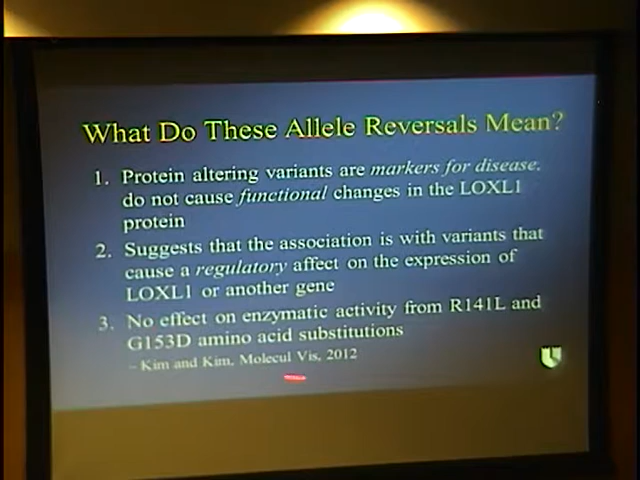 What Do These Allele Reversals Mean?
1. Protein altering variants are markers for disease,
do not cause functional changes in the LOXL1
protein
2. Suggests that the association is with variants that
cause a regulatory affect on the expression of
LOXL1 or another gene
3. No effect on enzymatic activity from R141L and
G153D amino acid substitutions
– Kim and Kim, Molecul Vis, 2012